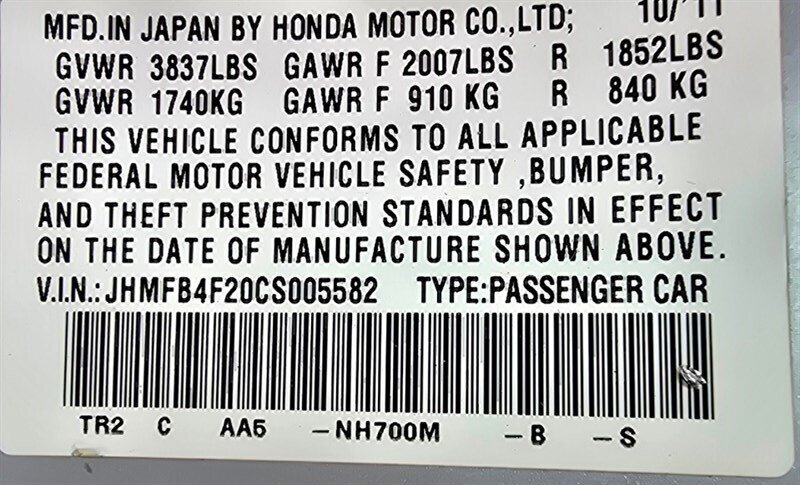 MFD.IN JAPAN BY HONDA MOTOR CO.,LTD; 10/'11
GVWR 3837LBS GAWR F 2007LBS R 1852LBS
GVWR 1740KG GAWR F 910 KG R 840 KG
THIS VEHICLE CONFORMS TO ALL APPLICABLE
FEDERAL MOTOR VEHICLE SAFETY ,BUMPER,
AND THEFT PREVENTION STANDARDS IN EFFECT
ON THE DATE OF MANUFACTURE SHOWN ABOVE.
V.I.N.:JHMFB4F20CS005582 TYPE:PASSENGER CAR
TR2 C AA5 -NH700M -B -S